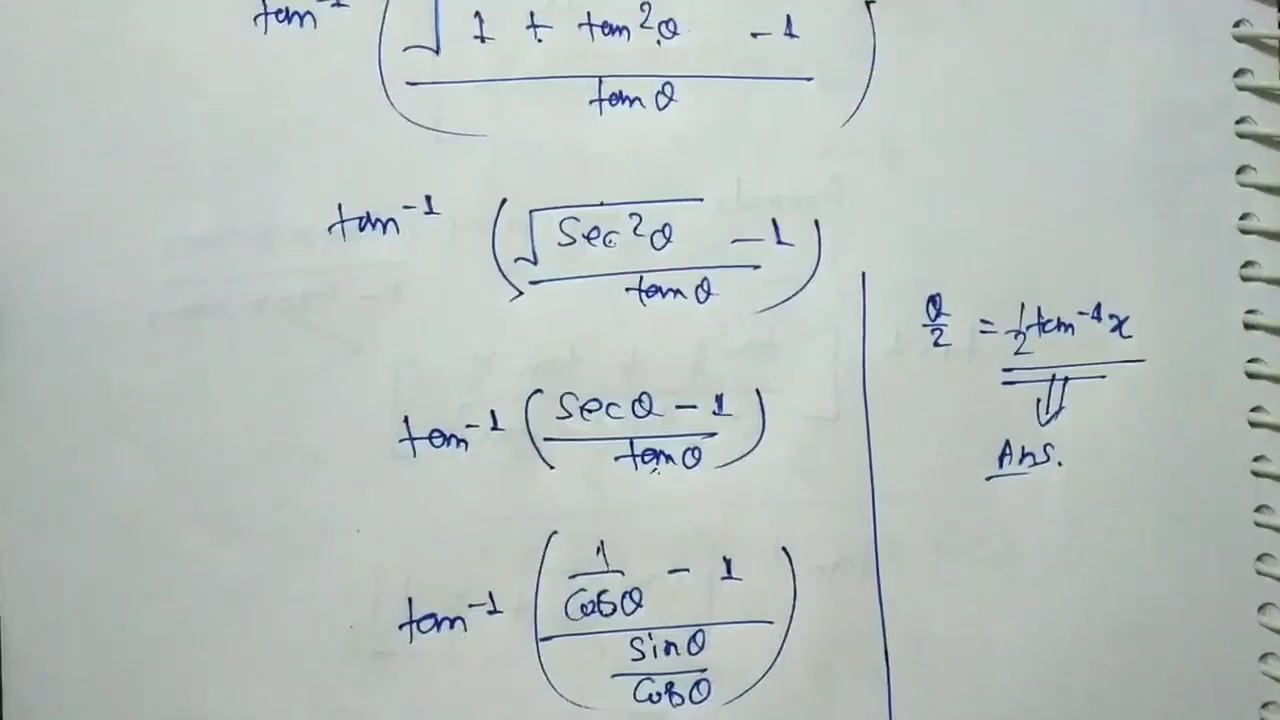 tan⁻¹ (√1 + tan²θ - 1 / tanθ)
tan⁻¹ (√sec²θ - 1 / tanθ)
tan⁻¹ (secθ - 1 / tanθ)
tan⁻¹ (1/cosθ - 1 / sinθ/cosθ)
θ/2 = 1/2 tan⁻¹x
Ans.